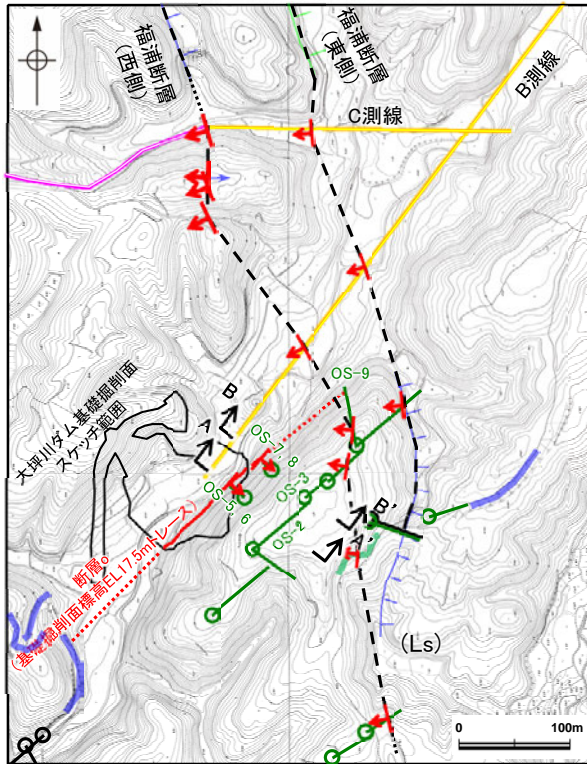 福浦断層
(西側)
福浦断層
(東側)
B測線
C測線
大坪川ダム基礎掘削面
スケッチ範囲
A
B
OS-9
OS-7, 8
OS-5, 6
OS-3
OS-2
B'
A'
断層o
(基礎掘削面標高EL17.5mトレース)
(Ls)
0
100m